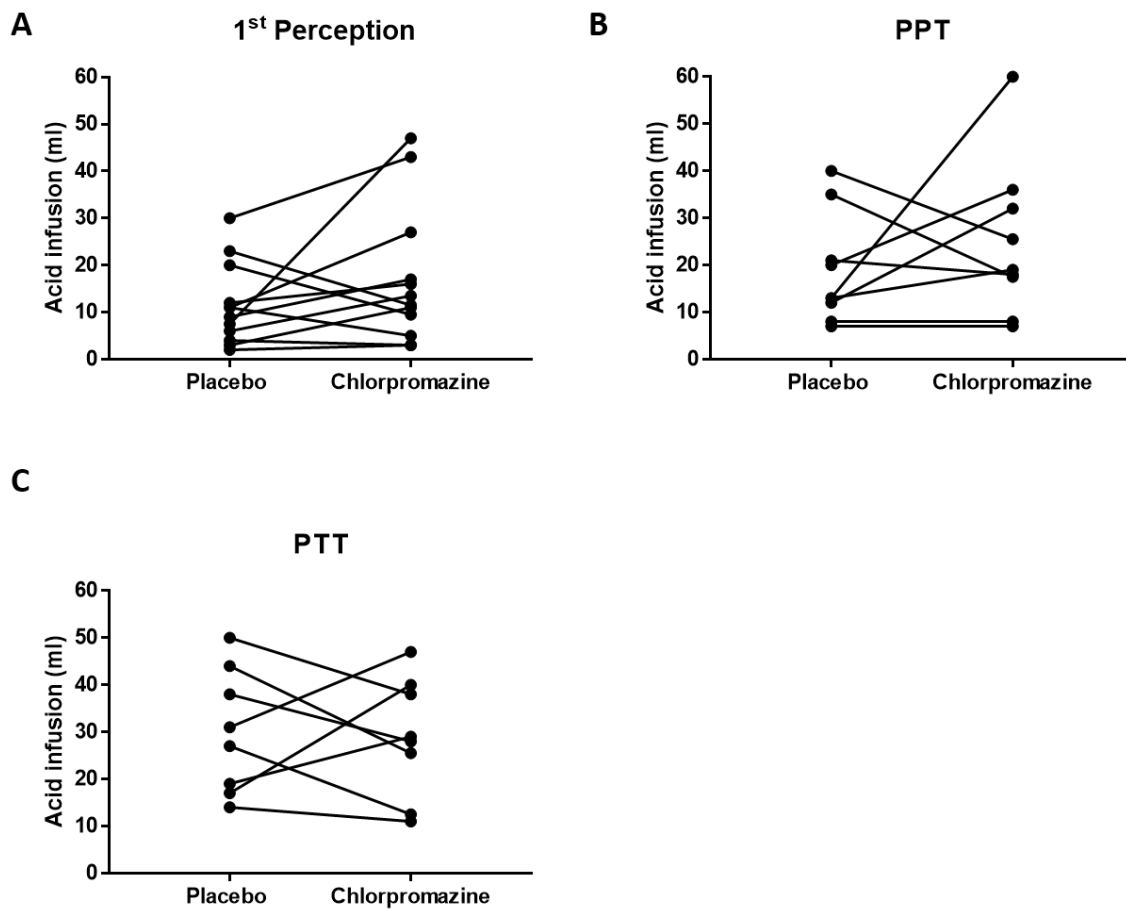 A
1st Perception
Acid infusion (ml)
60
50
40
30
20
10
0
Placebo
Chlorpromazine
B
PPT
Acid infusion (ml)
60
50
40
30
20
10
0
Placebo
Chlorpromazine
C
PTT
Acid infusion (ml)
60
50
40
30
20
10
0
Placebo
Chlorpromazine